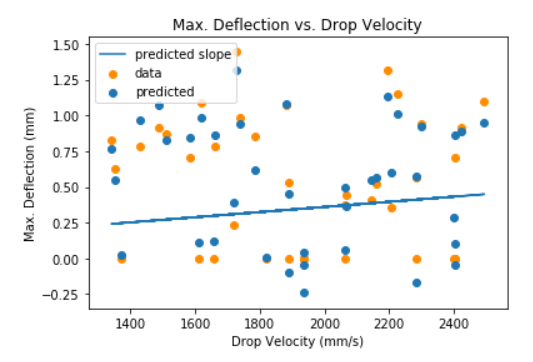 Max. Deflection vs. Drop Velocity
predicted slope
data
predicted
Max. Deflection (mm)
1.50
1.25
1.00
0.75
0.50
0.25
0.00
−0.25
1400 1600 1800 2000 2200 2400
Drop Velocity (mm/s)